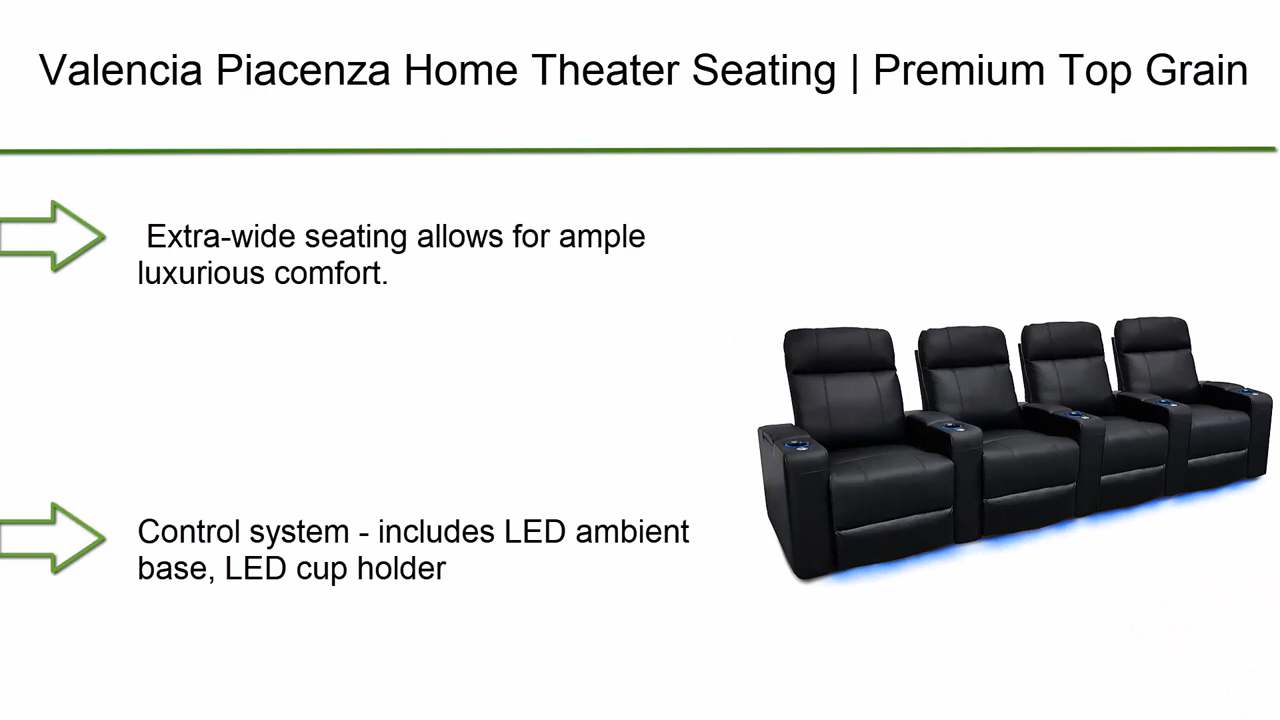 Valencia Piacenza Home Theater Seating | Premium Top Grain
Extra-wide seating allows for ample
luxurious comfort.
Control system - includes LED ambient
base, LED cup holder